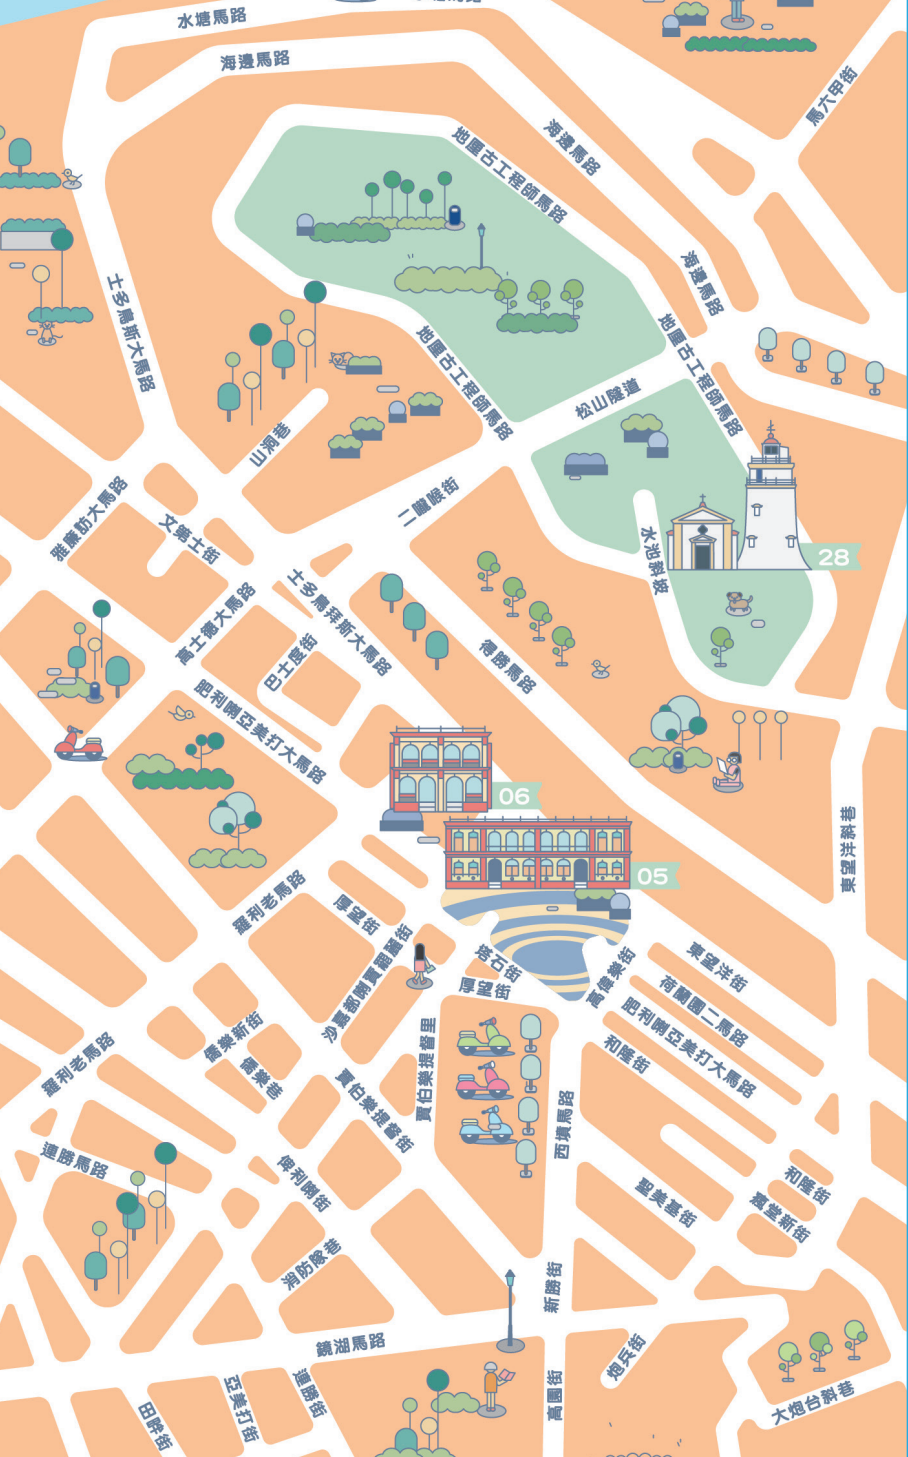 水塘馬路
海邊馬路
馬六甲街
海邊馬路
地厘古工程師馬路
海邊馬路
士多鳥拜斯大馬路
地厘古工程師馬路
地厘古工程師馬路
松山隧道
山洞巷
二龍喉街
雅廉訪大馬路
文第士街
水池斜坡
28
士多鳥拜斯大馬路
高士德大馬路
巴士度街
得勝馬路
肥利喇亞美打大馬路
06
05
東望洋斜巷
羅利老馬路
厚望街
沙嘉都喇賈罷麗街
塔石街
厚望街
高偉樂街
東望洋街
荷蘭園二馬路
肥利喇亞美打大馬路
和隆街
僑樂新街
僑樂巷
羅利老馬路
賈伯樂提督里
賈伯樂提督街
西墳馬路
連勝馬路
俾利喇街
聖美基街
和隆街
高堂新街
消防隊巷
新勝街
鏡湖馬路
炮兵街
連勝街
亞美打街
田畔街
高園街
大炮台斜巷